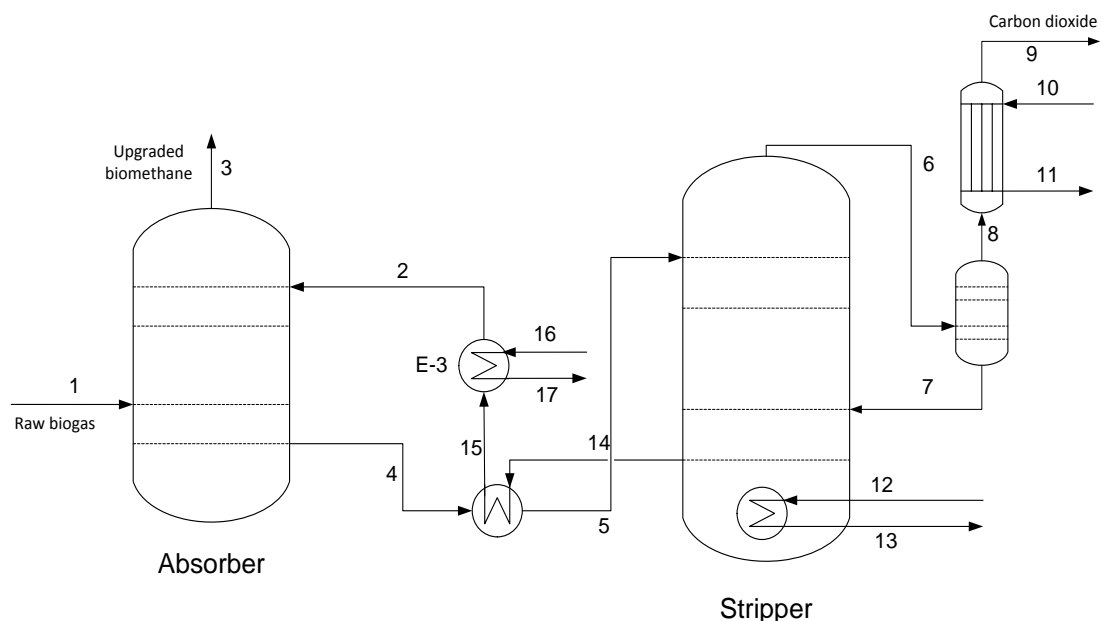 Carbon dioxide
9
10
Upgraded
biomethane
3
6
11
8
2
16
E-3
17
1
Raw biogas
7
15
14
4
5
12
13
Absorber
Stripper